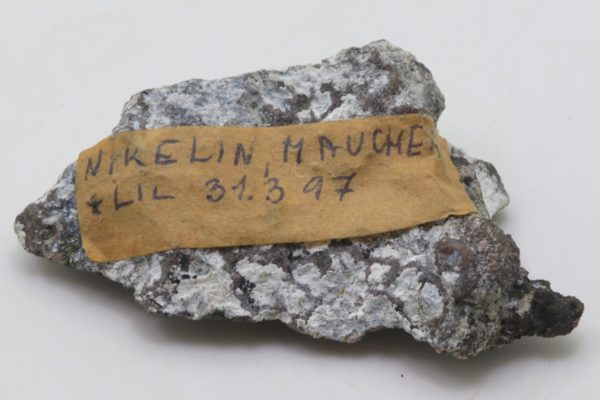 NIKELIN, MAUCHER
+ LIL 31.3 97